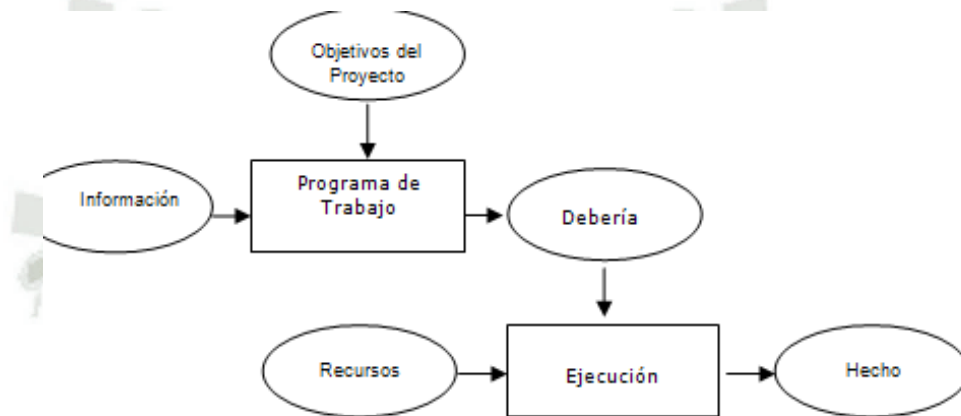 Objetivos del
Proyecto
Información
Programa de
Trabajo
Debería
Recursos
Ejecución
Hecho